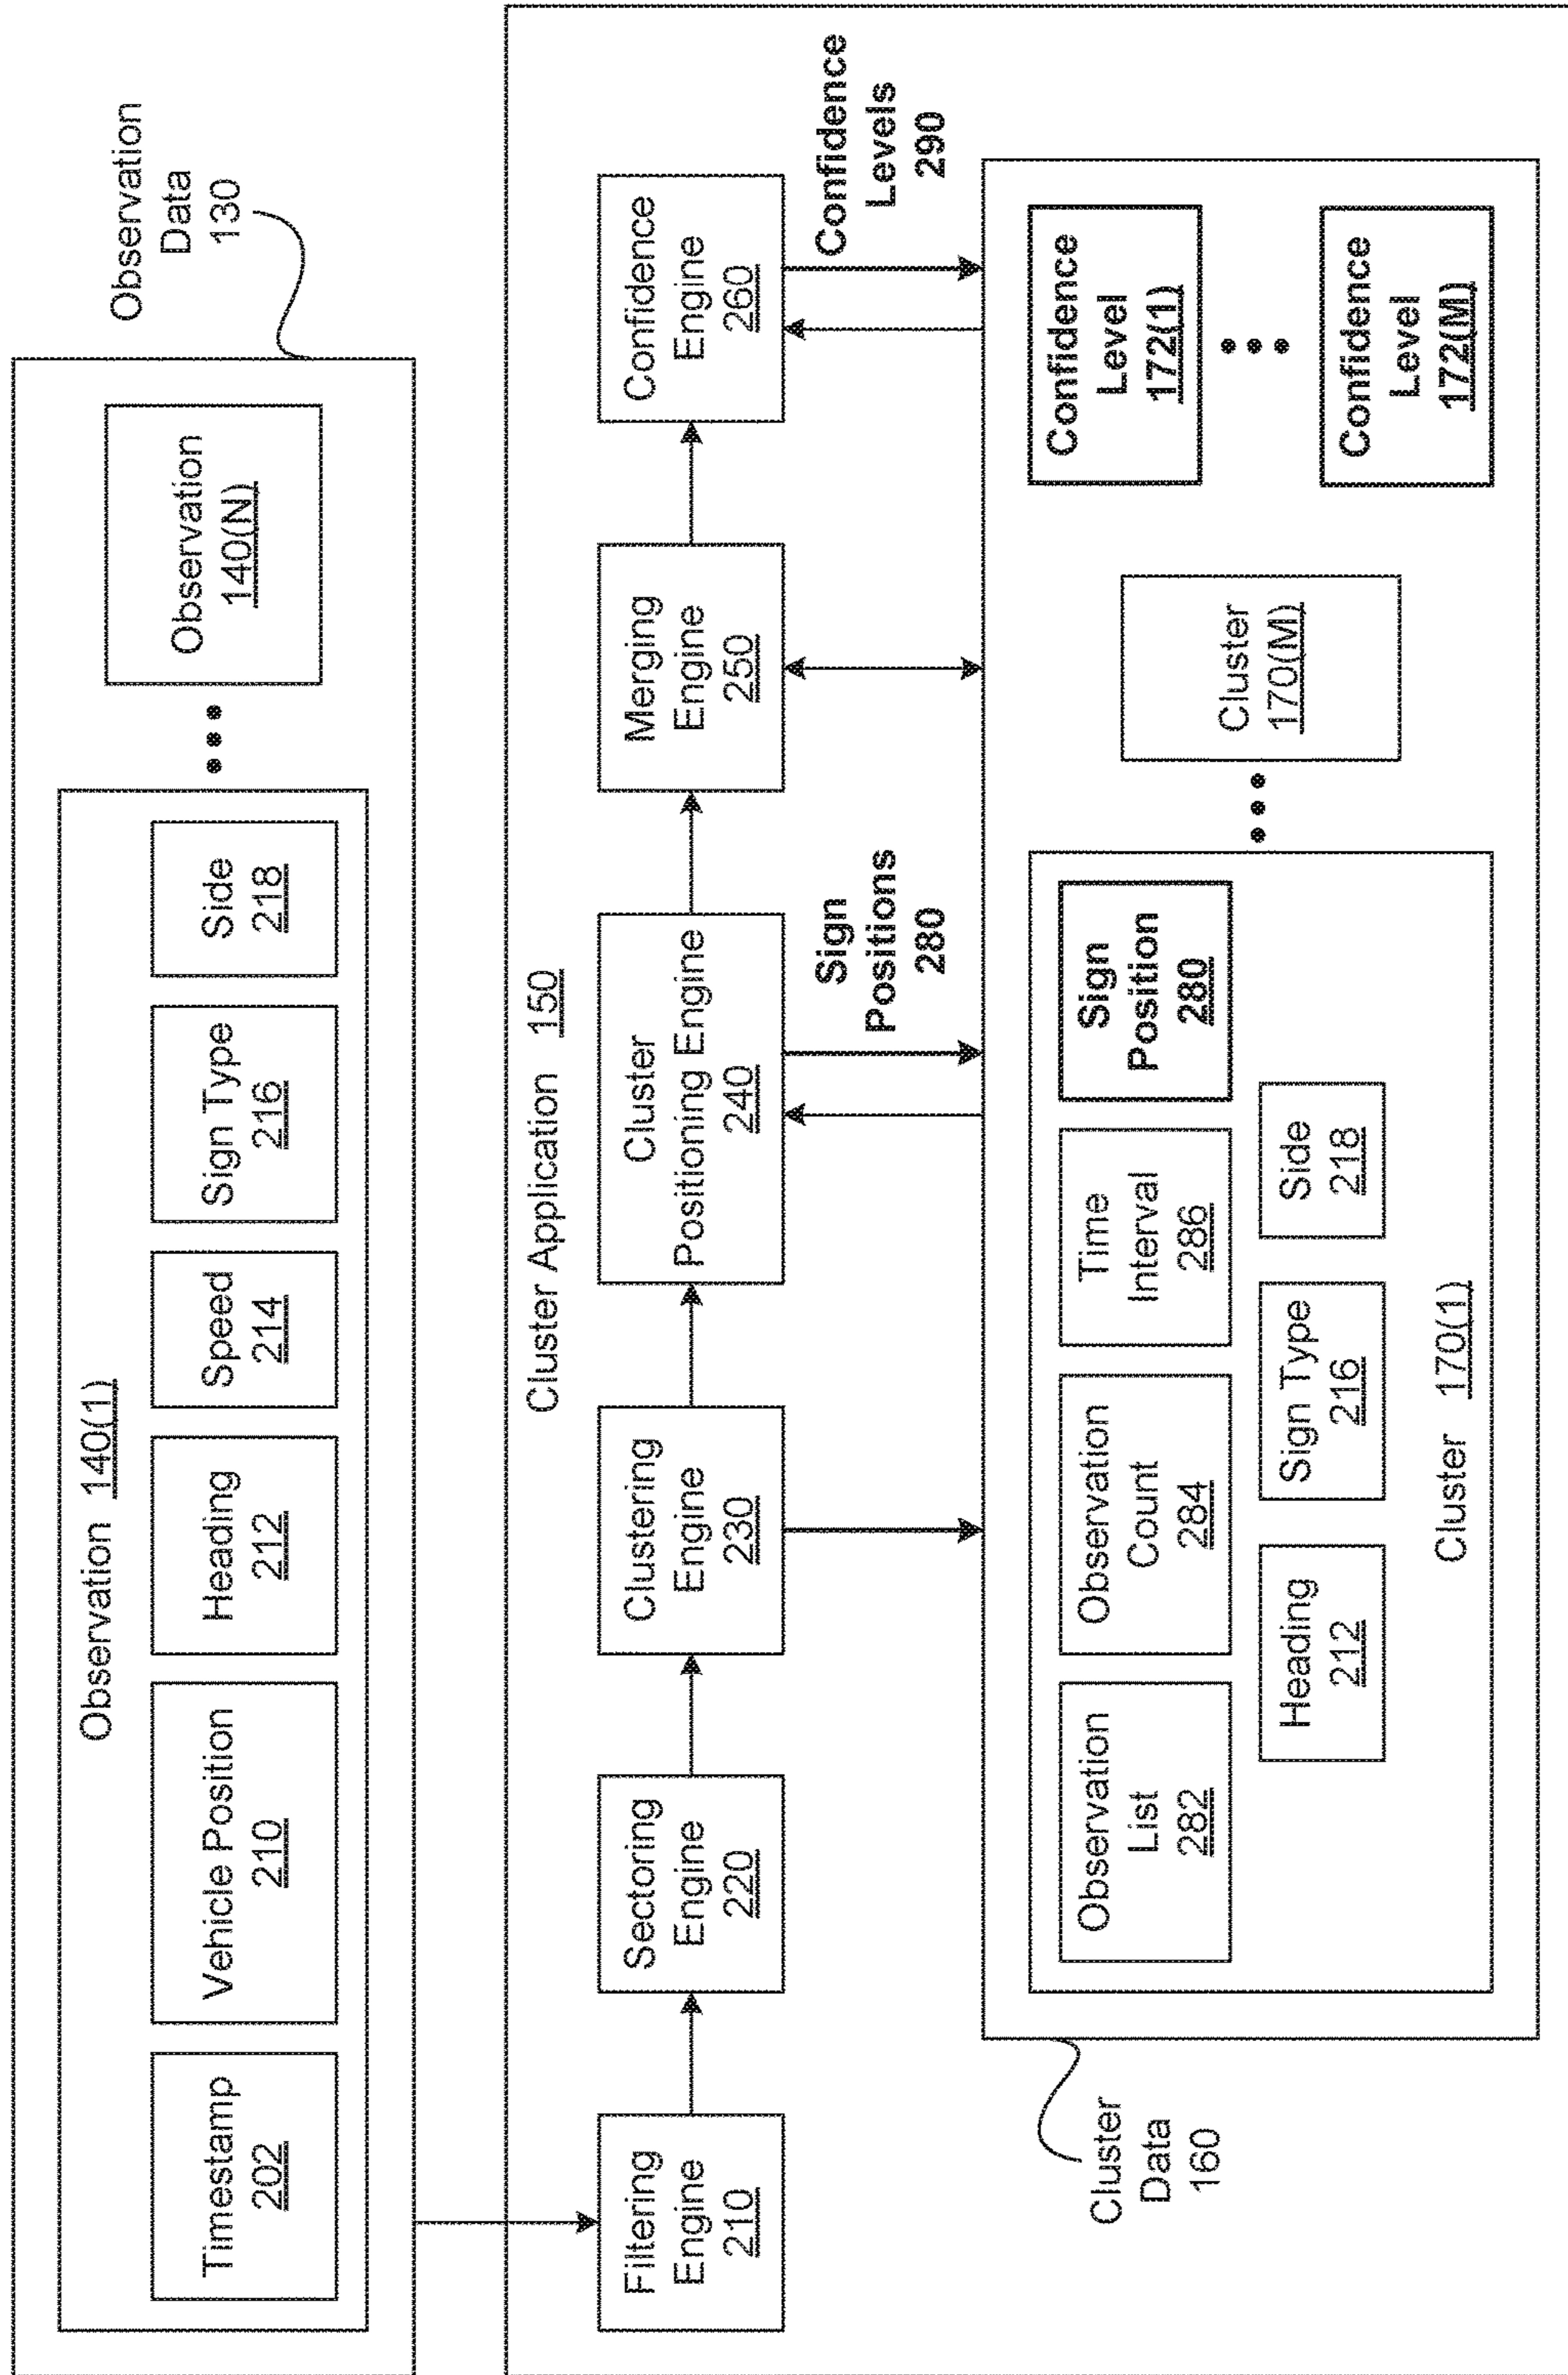 Observation
Data
130
Observation 140(1)
Timestamp
202
Vehicle Position
210
Heading
212
Speed
214
Sign Type
216
Side
218
Observation
140(N)
Cluster Application 150
Filtering
Engine
210
Sectoring
Engine
220
Clustering
Engine
230
Cluster
Positioning Engine
240
Merging
Engine
250
Confidence
Engine
260
Sign
Positions
280
Confidence
Levels
290
Cluster
Data
160
Observation
List
282
Observation
Count
284
Time
Interval
286
Sign
Position
280
Heading
212
Sign Type
216
Side
218
Cluster 170(1)
Cluster
170(M)
Confidence
Level
172(1)
Confidence
Level
172(M)